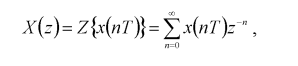 X(z) = Z{x(nT)} = ∑_{n=0}^{∞} x(nT)z^{-n} ,